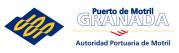 Puerto de Motril
GRANADA
Autoridad Portuaria de Motril